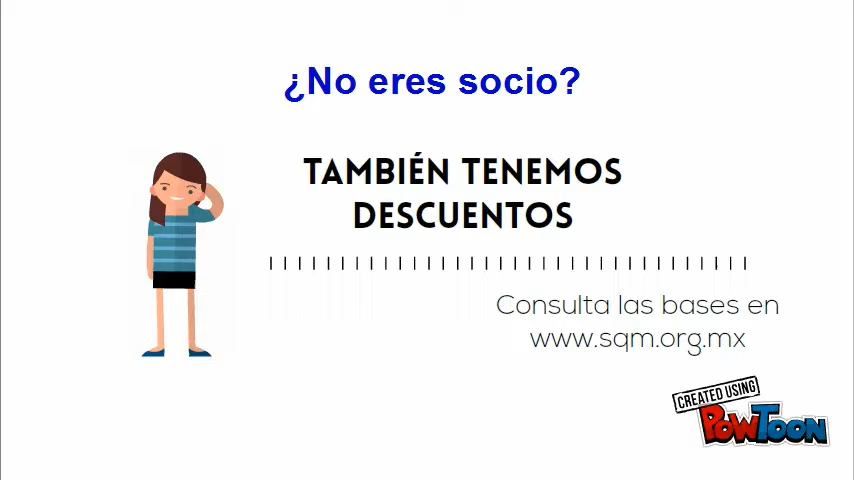 ¿No eres socio?
TAMBIÉN TENEMOS
DESCUENTOS
Consulta las bases en
www.sqm.org.mx
CREATED USING
POWTOON